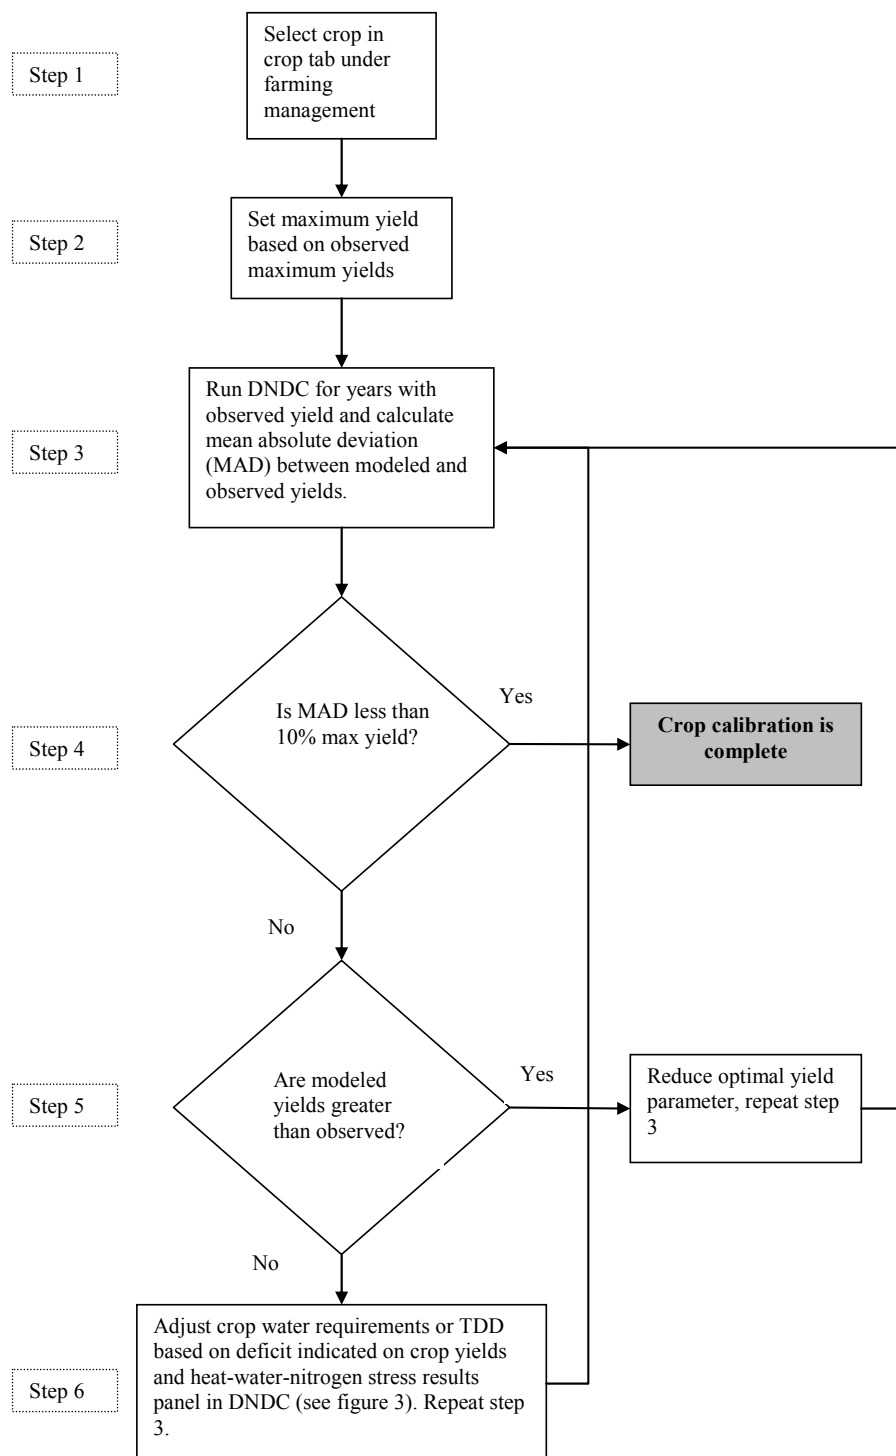 Step 1
Select crop in
crop tab under
farming
management
Step 2
Set maximum yield
based on observed
maximum yields
Step 3
Run DNDC for years with
observed yield and calculate
mean absolute deviation
(MAD) between modeled and
observed yields.
Step 4
Is MAD less than
10% max yield?
Yes
Crop calibration is
complete
No
Step 5
Are modeled
yields greater
than observed?
Yes
Reduce optimal yield
parameter, repeat step
3
No
Step 6
Adjust crop water requirements or TDD
based on deficit indicated on crop yields
and heat-water-nitrogen stress results
panel in DNDC (see figure 3). Repeat step
3.